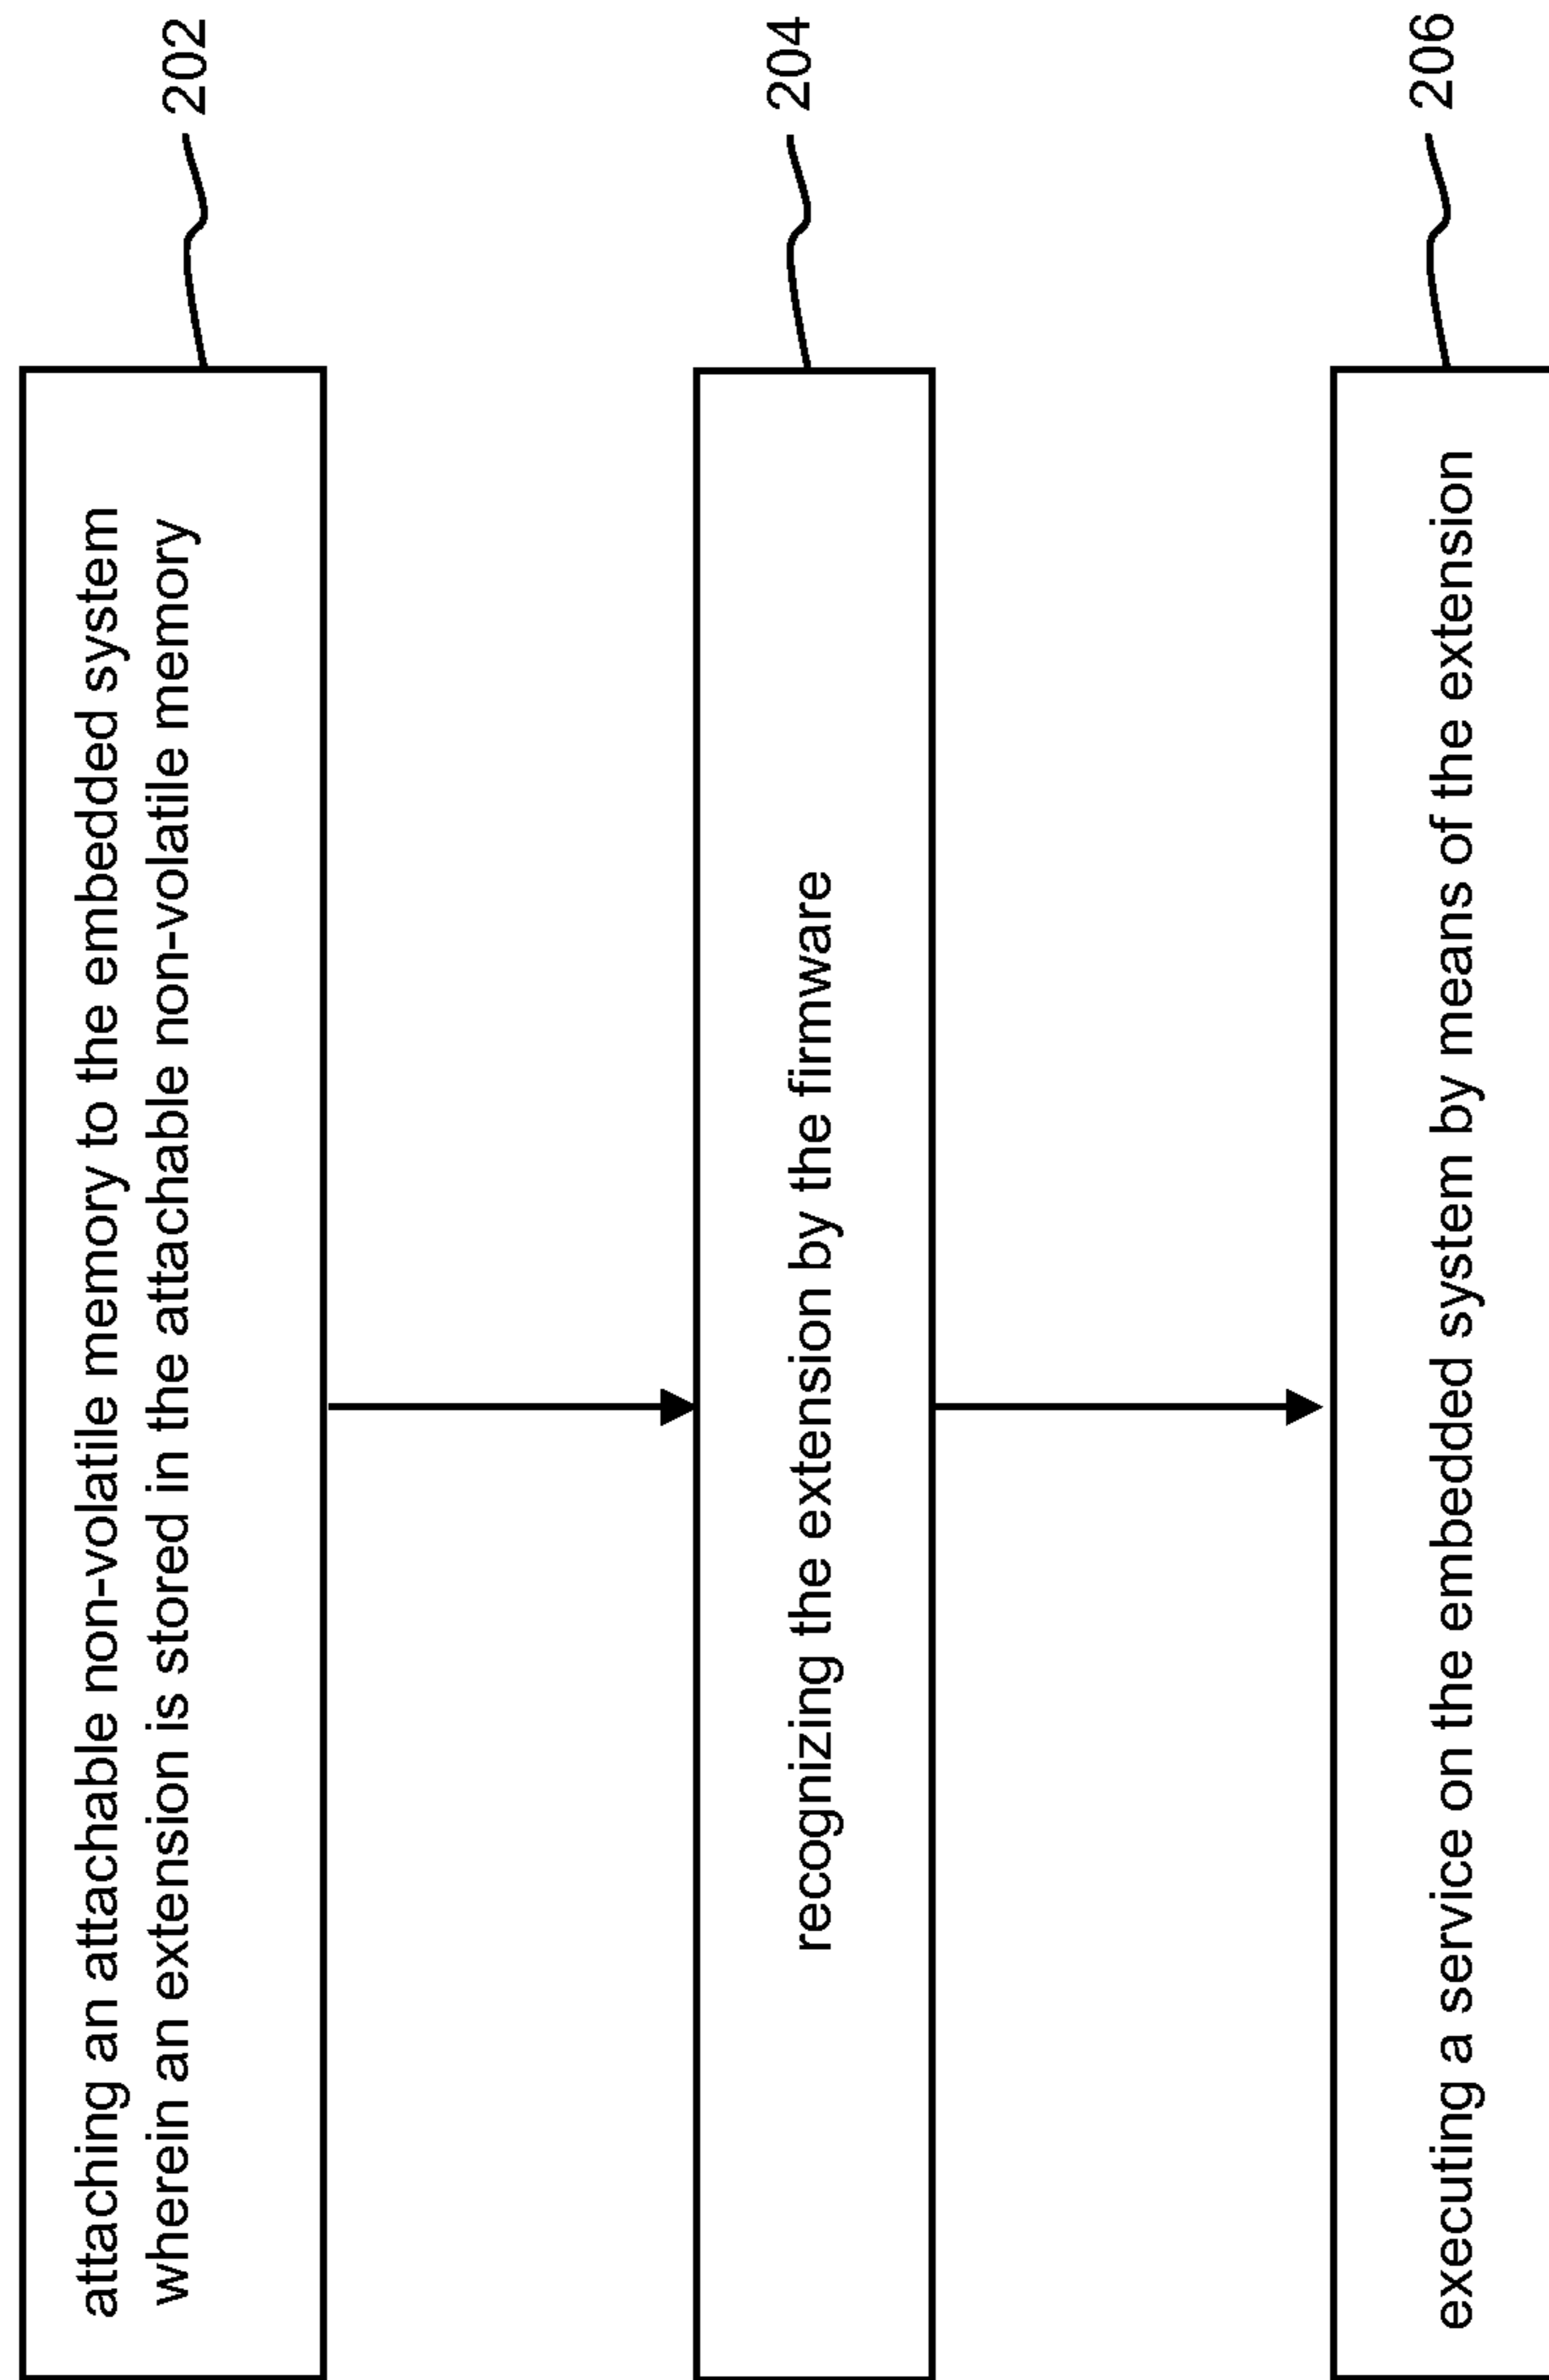 attaching an attachable non-volatile memory to the embedded system
wherein an extension is stored in the attachable non-volatile memory
202
recognizing the extension by the firmware
204
executing a service on the embedded system by means of the extension
206